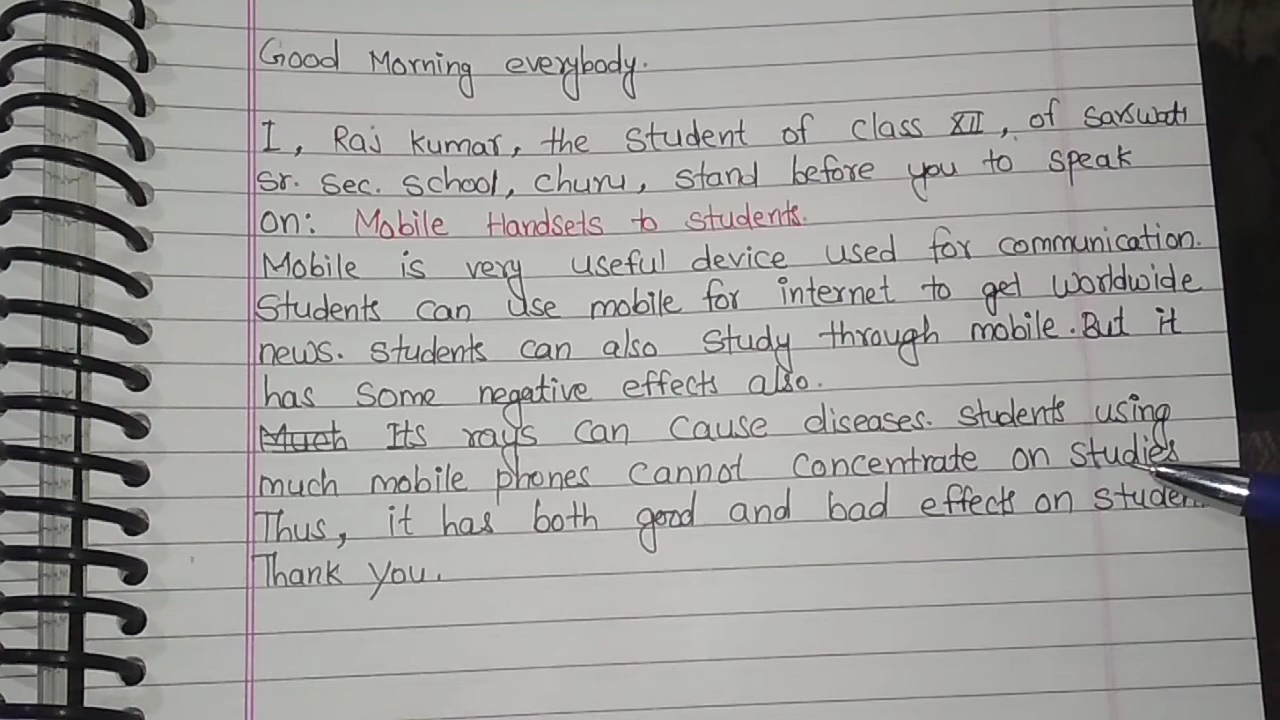 Good Morning everybody.
I, Raj Kumar, the student of class XII, of Sarswati
Sr. Sec. School, Churu, stand before you to speak
on: Mobile Handsets to students.
Mobile is very useful device used for communication.
Students can use mobile for internet to get worldwide
news. Students can also study through mobile. But it
has some negative effects also.
Much Its rays can cause diseases. Students using
much mobile phones cannot concentrate on studies
Thus, it has both good and bad effects on studen
Thank you.